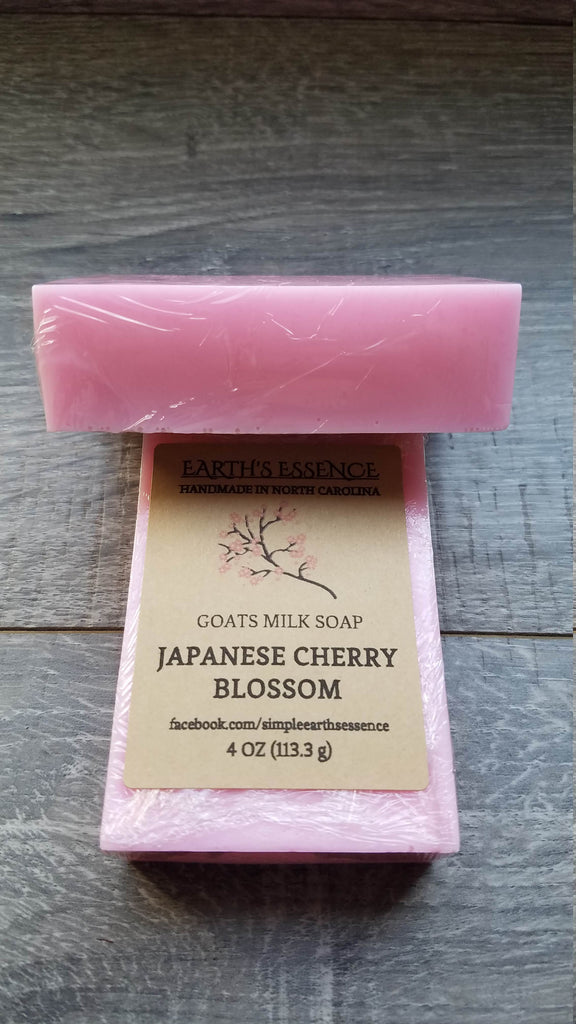 EARTH'S ESSENCE
HANDMADE IN NORTH CAROLINA
GOATS MILK SOAP
JAPANESE CHERRY
BLOSSOM
facebook.com/simpleearthsessence
4 OZ (113.3 g)